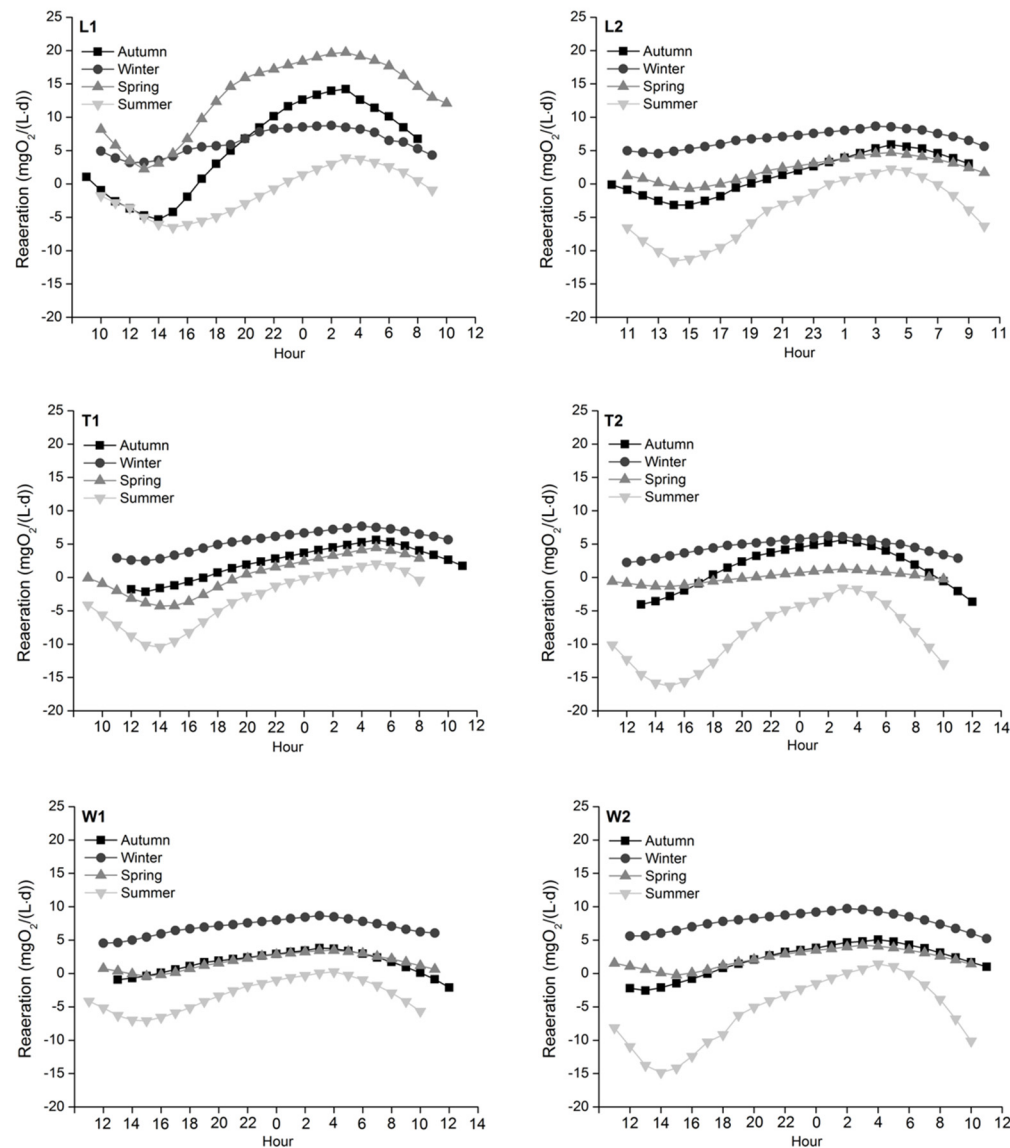 L1
Autumn
Winter
Spring
Summer
25
20
15
10
5
0
-5
-10
-15
-20
Reaeration (mgO2/(L·d))
10 12 14 16 18 20 22 0 2 4 6 8 10 12
Hour
L2
Autumn
Winter
Spring
Summer
25
20
15
10
5
0
-5
-10
-15
-20
Reaeration (mgO2/(L·d))
11 13 15 17 19 21 23 1 3 5 7 9 11
Hour
T1
Autumn
Winter
Spring
Summer
25
20
15
10
5
0
-5
-10
-15
-20
Reaeration (mgO2/(L·d))
10 12 14 16 18 20 22 0 2 4 6 8 10 12
Hour
T2
Autumn
Winter
Spring
Summer
25
20
15
10
5
0
-5
-10
-15
-20
Reaeration (mgO2/(L·d))
12 14 16 18 20 22 0 2 4 6 8 10 12 14
Hour
W1
Autumn
Winter
Spring
Summer
25
20
15
10
5
0
-5
-10
-15
-20
Reaeration (mgO2/(L·d))
12 14 16 18 20 22 0 2 4 6 8 10 12 14
Hour
W2
Autumn
Winter
Spring
Summer
25
20
15
10
5
0
-5
-10
-15
-20
Reaeration (mgO2/(L·d))
12 14 16 18 20 22 0 2 4 6 8 10 12
Hour